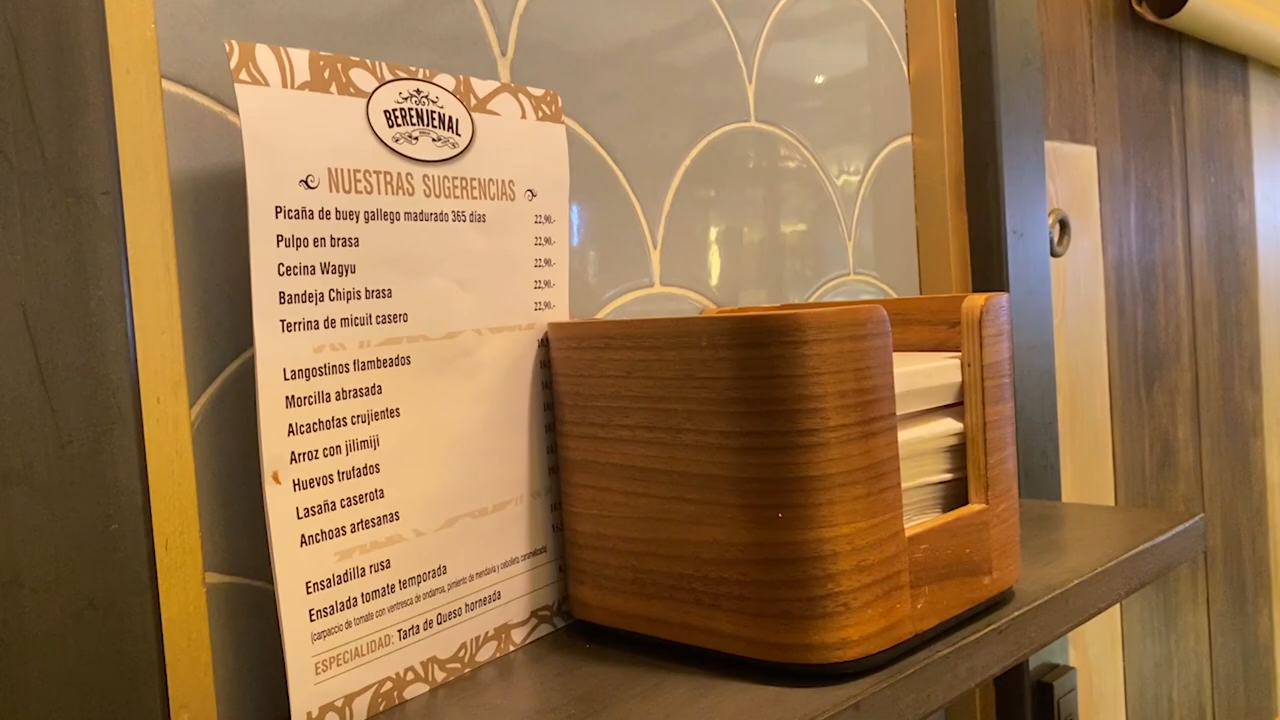 BERENJENAL
NUESTRAS SUGERENCIAS
Picaña de buey gallego madurado 365 días 22,90.-
Pulpo en brasa 22,90.-
Cecina Wagyu 22,90.-
Bandeja Chipis brasa 22,90.-
Terrina de micuit casero 22,90.-
Langostinos flambeados
Morcilla abrasada
Alcachofas crujientes
Arroz con jilimiji
Huevos trufados
Lasaña caserota
Anchoas artesanas
Ensaladilla rusa
Ensalada tomate temporada
(carpaccio de tomate con ventresca de ondarroa, pimiento de mendavia y cebolleta caramelizada)
ESPECIALIDAD: Tarta de Queso horneada